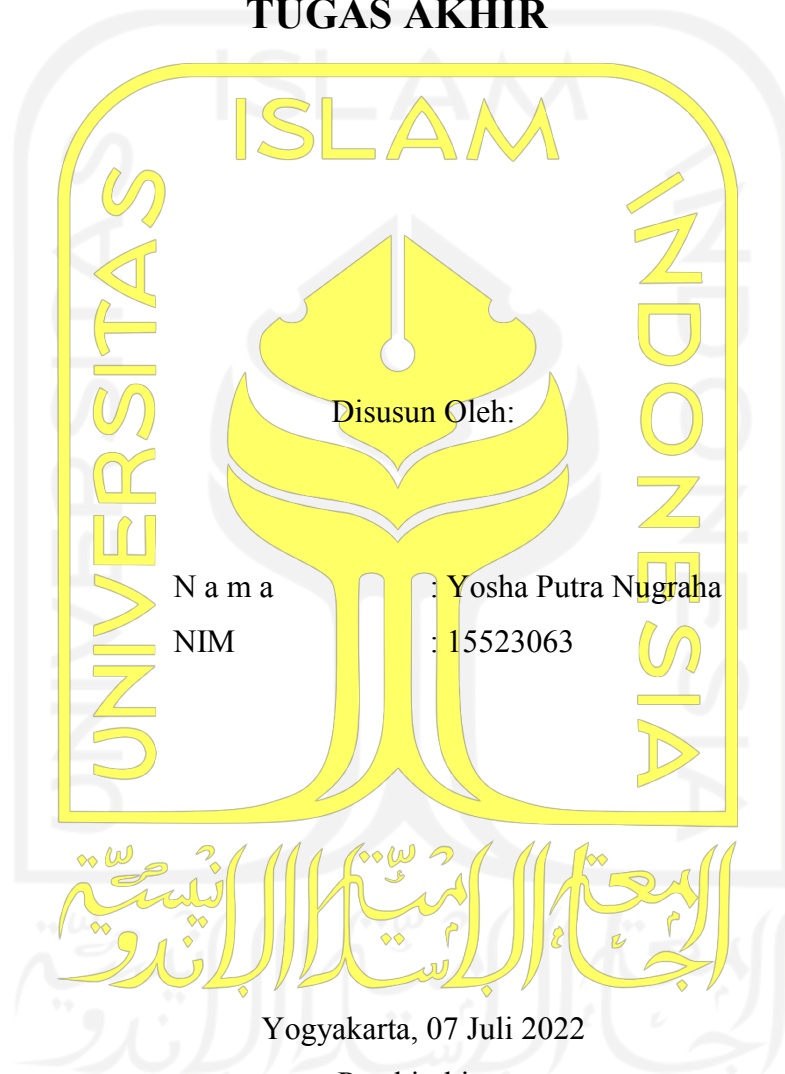 TUGAS AKHIR
ISLAM
UNIVERSITAS
INDONESIA
Disusun Oleh:
N a m a : Yosha Putra Nugraha
NIM : 15523063
الجامعة الإسلامية الإندونيسية
Yogyakarta, 07 Juli 2022